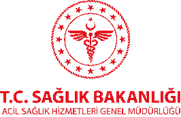 T.C. SAĞLIK BAKANLIĞI
ACİL SAĞLIK HİZMETLERİ GENEL MÜDÜRLÜĞÜ